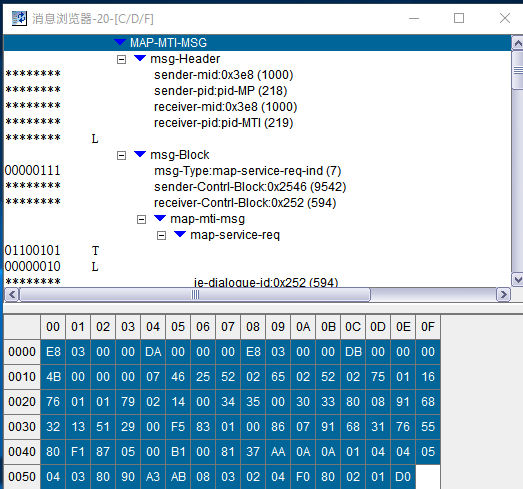 消息浏览器-20-[C/D/F]
MAP-MTI-MSG
msg-Header
******** sender-mid:0x3e8 (1000)
******** sender-pid:pid-MP (218)
******** receiver-mid:0x3e8 (1000)
******** receiver-pid:pid-MTI (219)
******** L
msg-Block
00000111 msg-Type:map-service-req-ind (7)
******** sender-Contrl-Block:0x2546 (9542)
******** receiver-Contrl-Block:0x252 (594)
map-mti-msg
map-service-req
01100101 T
00000010 L
******** ie-dialogue-id:0x252 (594)
00 01 02 03 04 05 06 07 08 09 0A 0B 0C 0D 0E 0F
0000 E8 03 00 00 DA 00 00 00 E8 03 00 00 DB 00 00 00
0010 4B 00 00 00 07 46 25 52 02 65 02 52 02 75 01 16
0020 76 01 01 79 02 14 00 34 35 00 30 33 80 08 91 68
0030 32 13 51 29 00 F5 83 01 00 86 07 91 68 31 76 55
0040 80 F1 87 05 00 B1 00 81 37 AA 0A 0A 01 04 04 05
0050 04 03 80 90 A3 AB 08 03 02 04 F0 80 02 01 D0